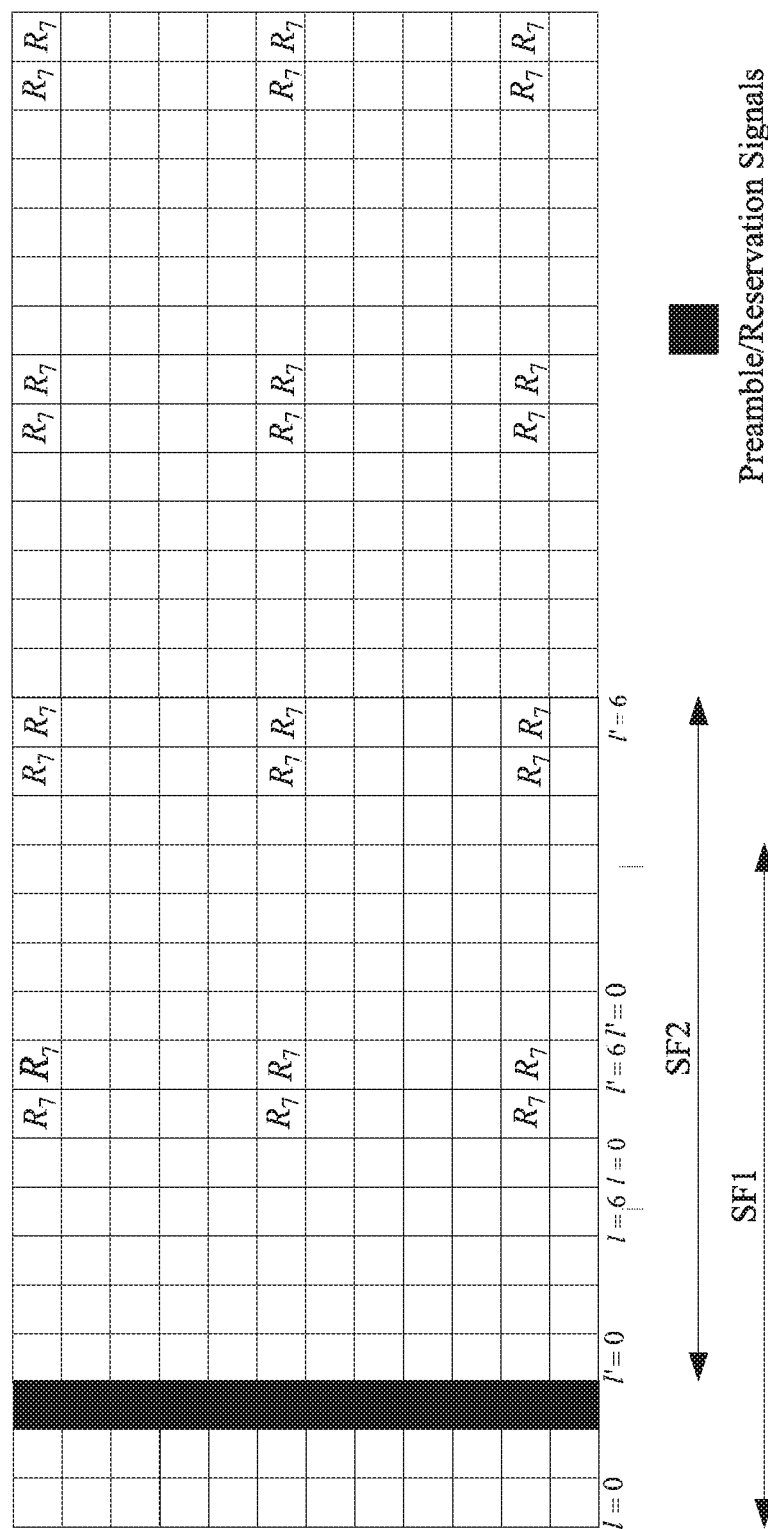 R₇ R₇ R₇ R₇ R₇ R₇ R₇ R₇
R₇ R₇ R₇ R₇ R₇ R₇ R₇ R₇
R₇ R₇ R₇ R₇ R₇ R₇ R₇ R₇
l = 0 l' = 0 l = 6 l = 0 l' = 6 l' = 0 l' = 6
SF2
SF1
Preamble/Reservation Signals